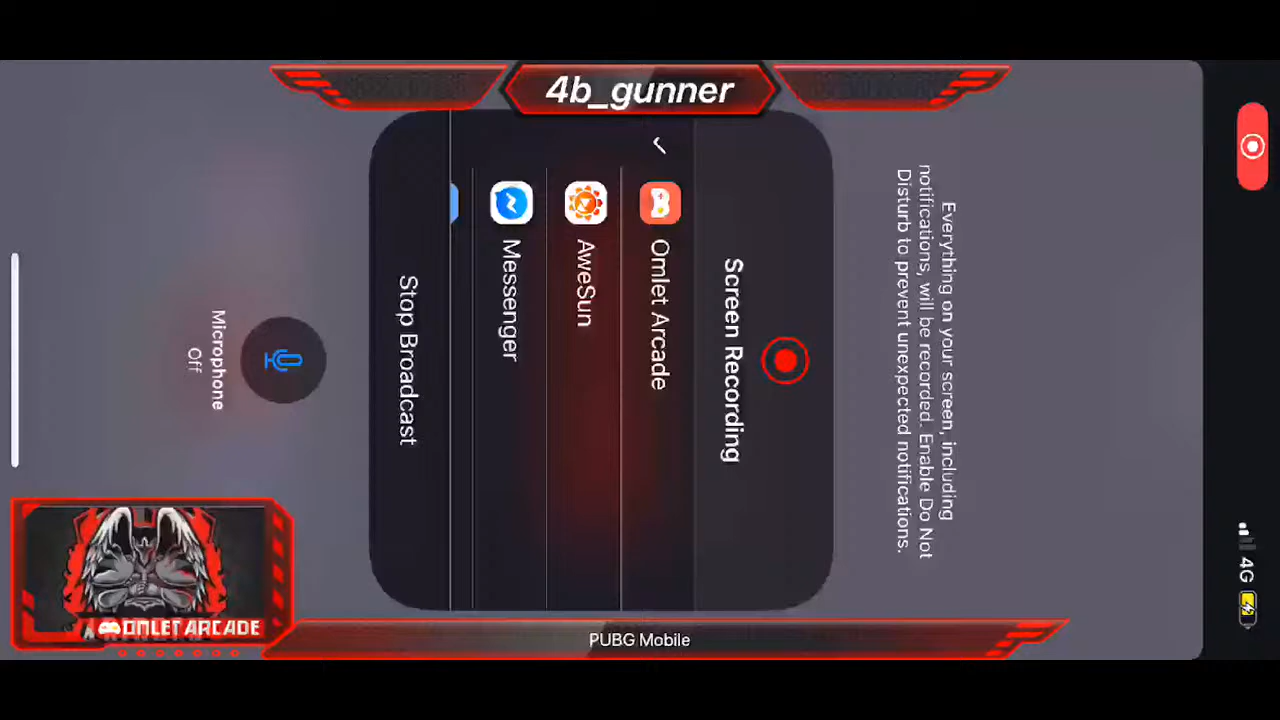 4b_gunner
Everything on your screen, including
notifications, will be recorded. Enable Do Not
Disturb to prevent unexpected notifications.
Screen Recording
Omlet Arcade
AweSun
Messenger
Stop Broadcast
Microphone
Off
4G
OMLET ARCADE
PUBG Mobile